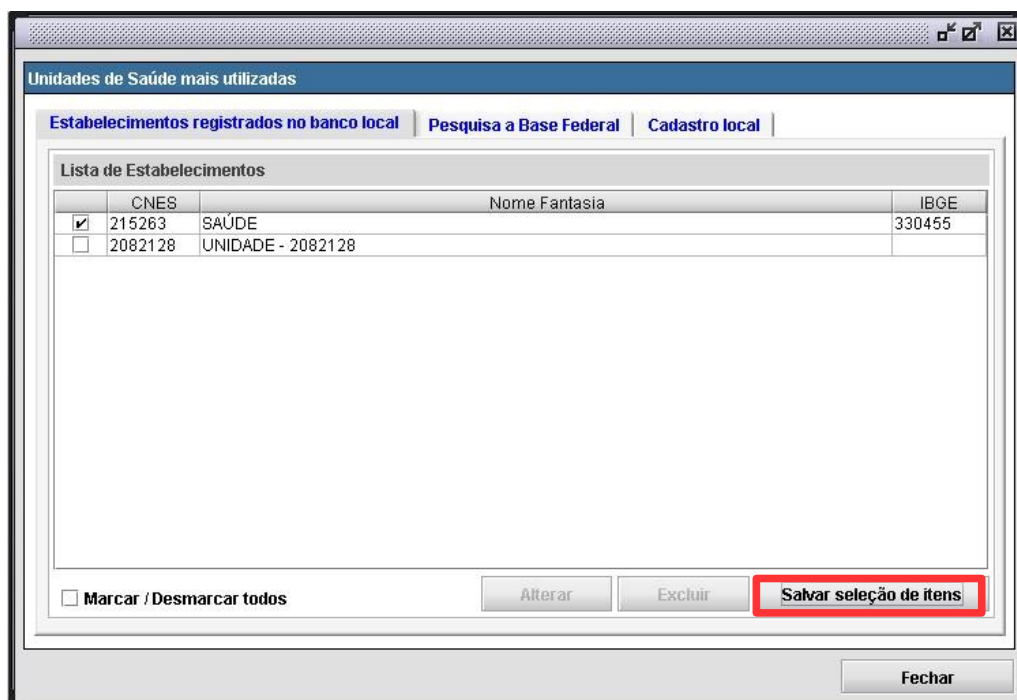 Unidades de Saúde mais utilizadas
Estabelecimentos registrados no banco local Pesquisa a Base Federal Cadastro local
Lista de Estabelecimentos
CNES Nome Fantasia IBGE
215263 SAÚDE 330455
2082128 UNIDADE - 2082128
Marcar / Desmarcar todos Alterar Excluir Salvar seleção de itens
Fechar